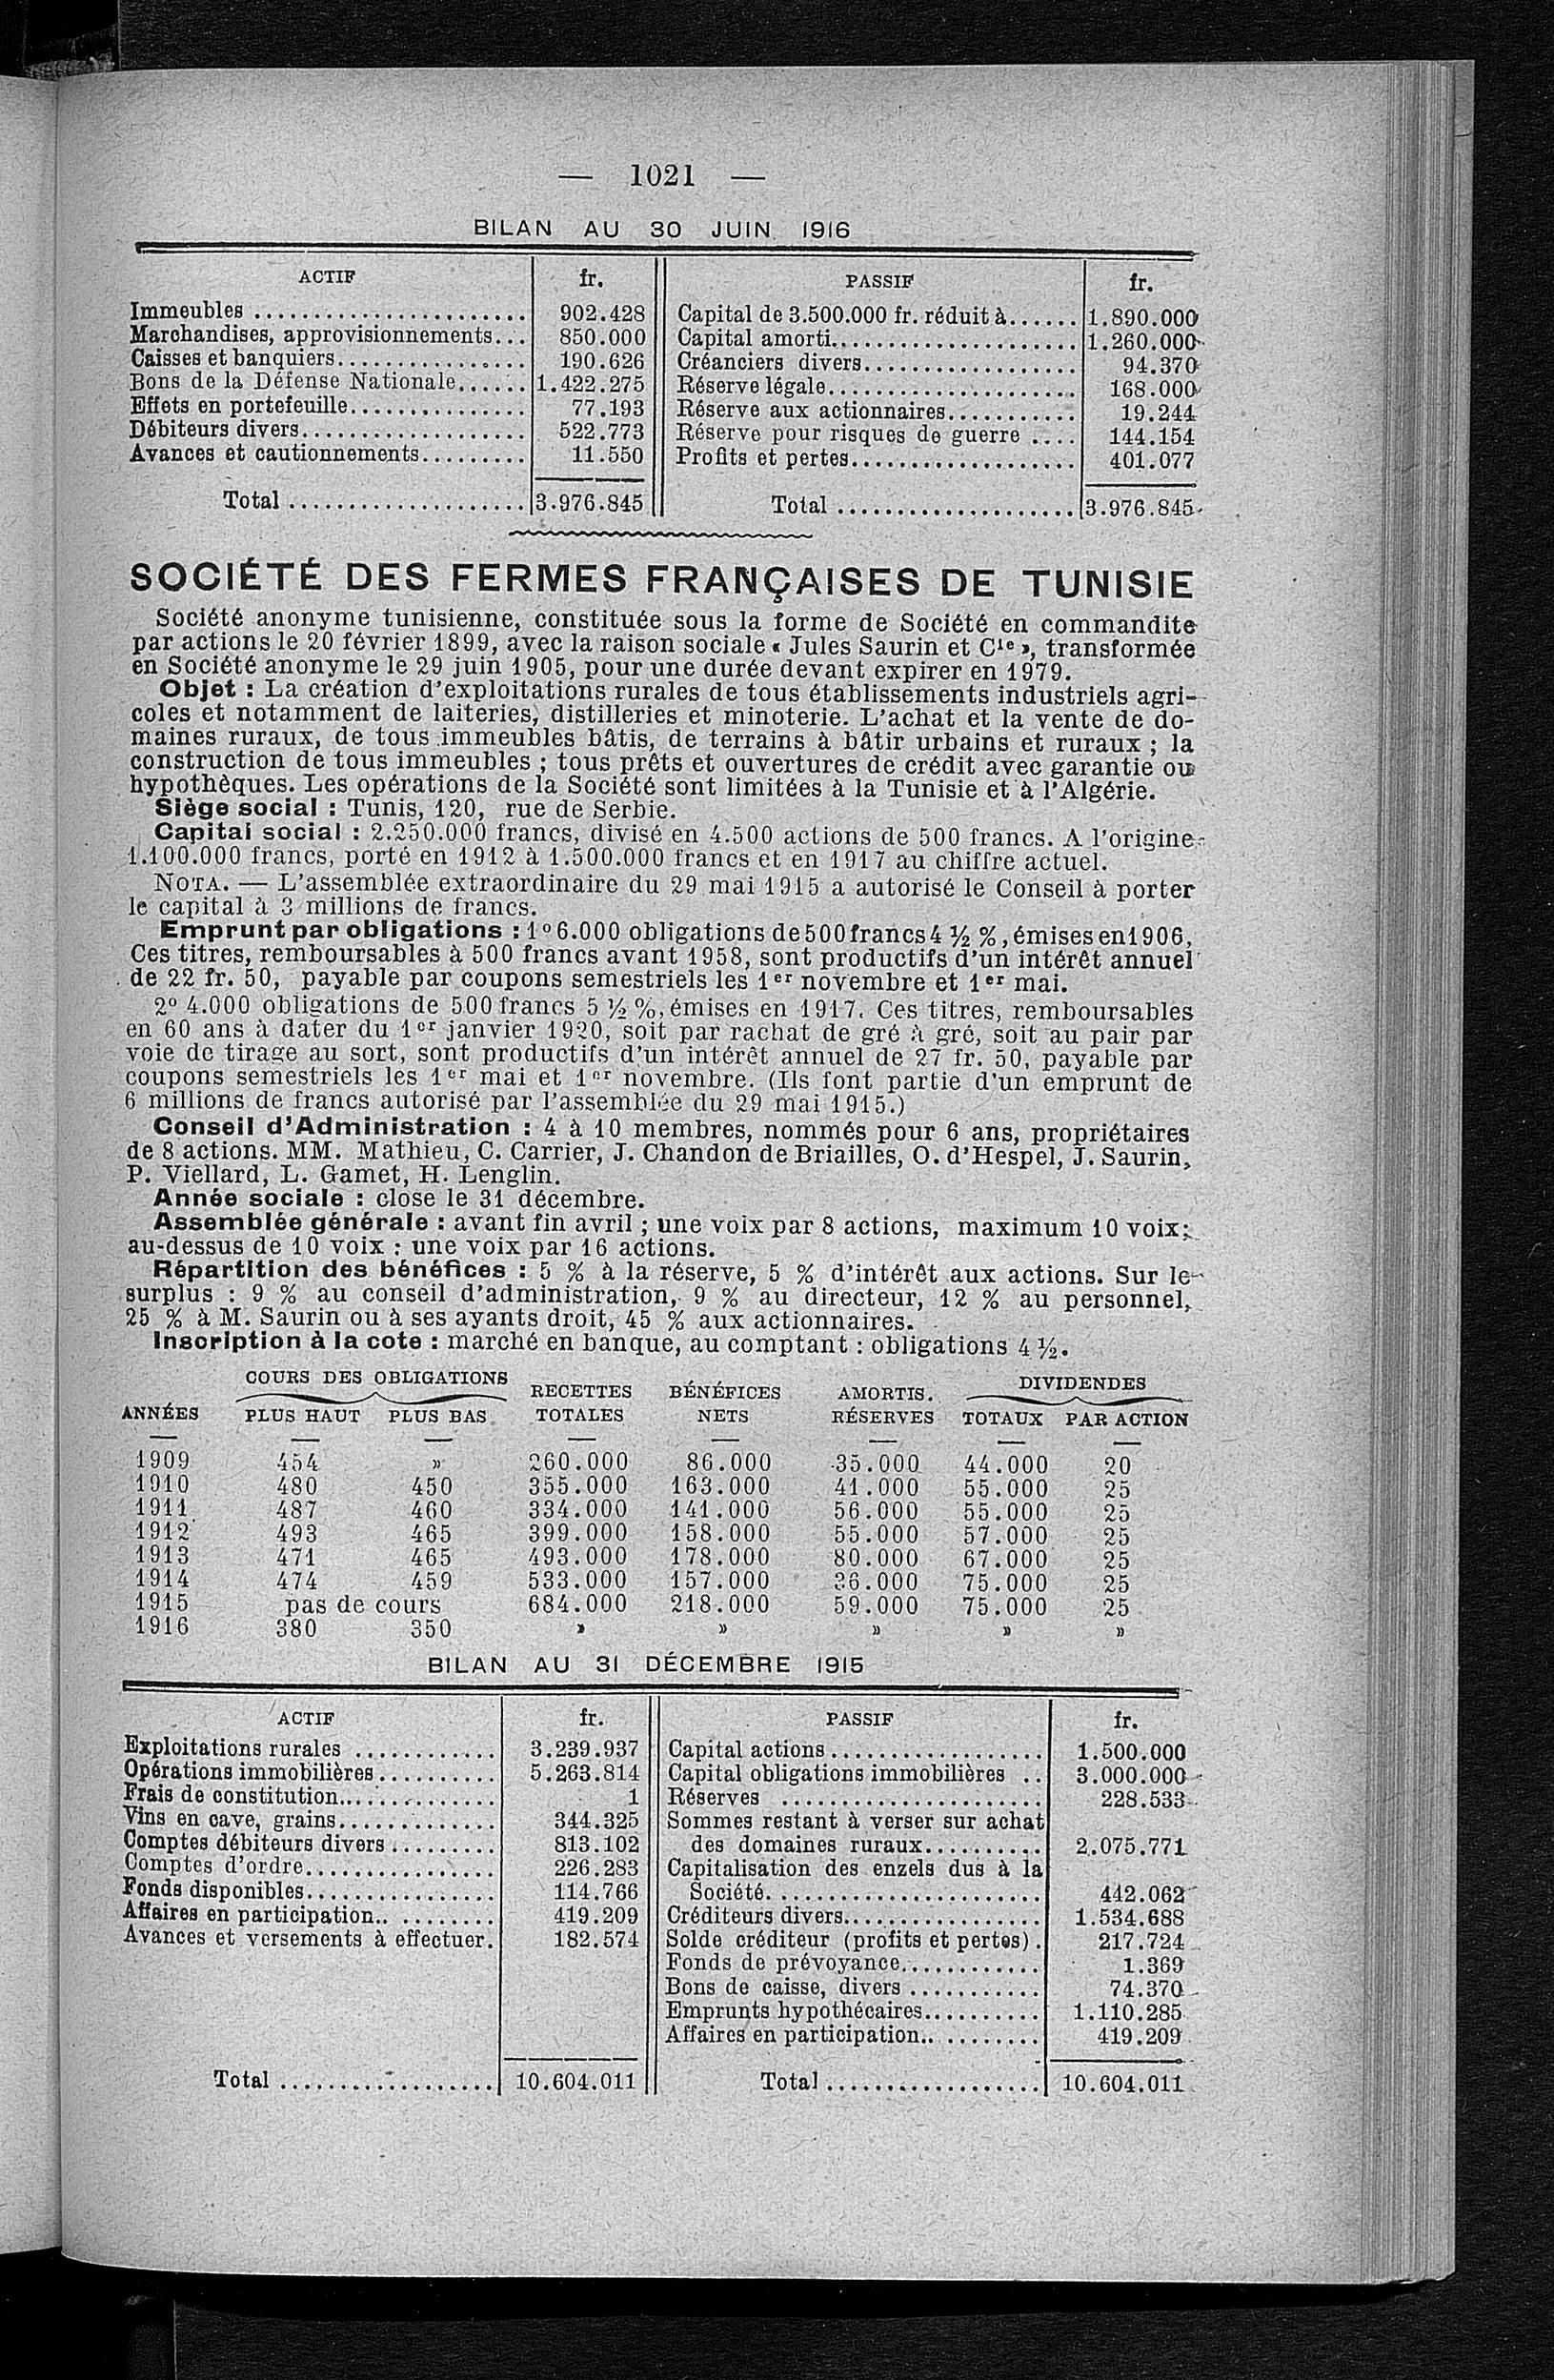 — 1021 —
BILAN AU 30 JUIN 1916
ACTIF fr. PASSIF fr.
Immeubles ....................... 902.428 Capital de 3.500.000 fr. réduit à...... 1.890.000
Marchandises, approvisionnements... 850.000 Capital amorti..................... 1.260.000
Caisses et banquiers................ 190.626 Créanciers divers.................. 94.370
Bons de la Défense Nationale...... 1.422.275 Réserve légale..................... 168.000
Effets en portefeuille............... 77.193 Réserve aux actionnaires........... 19.244
Débiteurs divers................... 522.773 Réserve pour risques de guerre .... 144.154
Avances et cautionnements......... 11.550 Profits et pertes................... 401.077
Total .................... 3.976.845 Total .................... 3.976.845
SOCIÉTÉ DES FERMES FRANÇAISES DE TUNISIE
Société anonyme tunisienne, constituée sous la forme de Société en commandite
par actions le 20 février 1899, avec la raison sociale « Jules Saurin et Cie », transformée
en Société anonyme le 29 juin 1905, pour une durée devant expirer en 1979.
Objet : La création d'exploitations rurales de tous établissements industriels agri-
coles et notamment de laiteries, distilleries et minoterie. L'achat et la vente de do-
maines ruraux, de tous immeubles bâtis, de terrains à bâtir urbains et ruraux ; la
construction de tous immeubles ; tous prêts et ouvertures de crédit avec garantie ou
hypothèques. Les opérations de la Société sont limitées à la Tunisie et à l'Algérie.
Siège social : Tunis, 120, rue de Serbie.
Capital social : 2.250.000 francs, divisé en 4.500 actions de 500 francs. A l'origine
1.100.000 francs, porté en 1912 à 1.500.000 francs et en 1917 au chiffre actuel.
NOTA. — L'assemblée extraordinaire du 29 mai 1915 a autorisé le Conseil à porter
le capital à 3 millions de francs.
Emprunt par obligations : 1º 6.000 obligations de 500 francs 4 ½ %, émises en 1906,
Ces titres, remboursables à 500 francs avant 1958, sont productifs d'un intérêt annuel
de 22 fr. 50, payable par coupons semestriels les 1er novembre et 1er mai.
2º 4.000 obligations de 500 francs 5 ½ %, émises en 1917. Ces titres, remboursables
en 60 ans à dater du 1er janvier 1920, soit par rachat de gré à gré, soit au pair par
voie de tirage au sort, sont productifs d'un intérêt annuel de 27 fr. 50, payable par
coupons semestriels les 1er mai et 1er novembre. (Ils font partie d'un emprunt de
6 millions de francs autorisé par l'assemblée du 29 mai 1915.)
Conseil d'Administration : 4 à 10 membres, nommés pour 6 ans, propriétaires
de 8 actions. MM. Mathieu, C. Carrier, J. Chandon de Briailles, O. d'Hespel, J. Saurin,
P. Viellard, L. Gamet, H. Lenglin.
Année sociale : close le 31 décembre.
Assemblée générale : avant fin avril ; une voix par 8 actions, maximum 10 voix;
au-dessus de 10 voix : une voix par 16 actions.
Répartition des bénéfices : 5 % à la réserve, 5 % d'intérêt aux actions. Sur le
surplus : 9 % au conseil d'administration, 9 % au directeur, 12 % au personnel,
25 % à M. Saurin ou à ses ayants droit, 45 % aux actionnaires.
Inscription à la cote : marché en banque, au comptant : obligations 4 ½.
COURS DES OBLIGATIONS RECETTES BÉNÉFICES AMORTIS. DIVIDENDES
ANNÉES PLUS HAUT PLUS BAS TOTALES NETS RÉSERVES TOTAUX PAR ACTION
1909 454 » 260.000 86.000 35.000 44.000 20
1910 480 450 355.000 163.000 41.000 55.000 25
1911 487 460 334.000 141.000 56.000 55.000 25
1912 493 465 399.000 158.000 55.000 57.000 25
1913 471 465 493.000 178.000 80.000 67.000 25
1914 474 459 533.000 157.000 36.000 75.000 25
1915 pas de cours 684.000 218.000 59.000 75.000 25
1916 380 350 » » » » »
BILAN AU 31 DÉCEMBRE 1915
ACTIF fr. PASSIF fr.
Exploitations rurales ............ 3.239.937 Capital actions.................. 1.500.000
Opérations immobilières.......... 5.263.814 Capital obligations immobilières .. 3.000.000
Frais de constitution............. 1 Réserves ...................... 228.533
Vins en cave, grains............. 344.325 Sommes restant à verser sur achat
Comptes débiteurs divers ......... 813.102 des domaines ruraux.......... 2.075.771
Comptes d'ordre................ 226.283 Capitalisation des enzels dus à la
Fonds disponibles................ 114.766 Société....................... 442.062
Affaires en participation.. ........ 419.209 Créditeurs divers................. 1.534.688
Avances et versements à effectuer. 182.574 Solde créditeur (profits et pertes). 217.724
Fonds de prévoyance............ 1.369
Bons de caisse, divers ........... 74.370
Emprunts hypothécaires.......... 1.110.285
Affaires en participation.. ........ 419.209
Total .................. 10.604.011 Total .................. 10.604.011